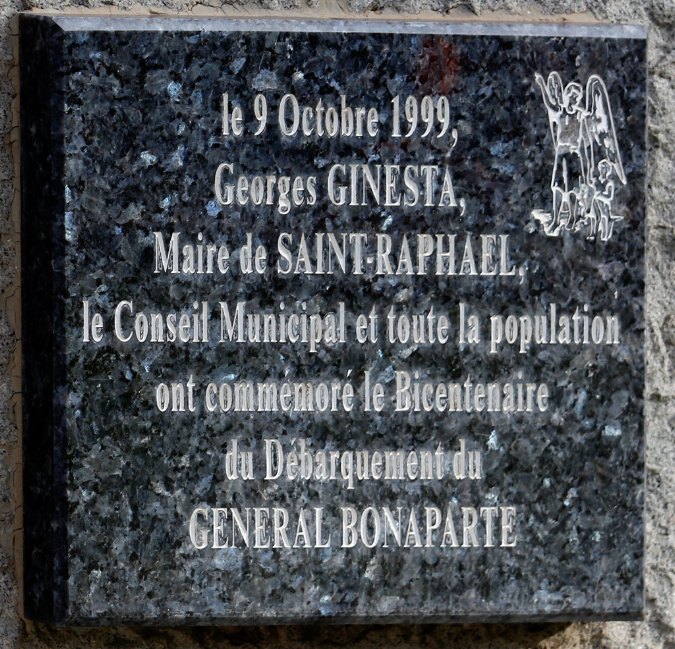 le 9 Octobre 1999,
Georges GINESTA,
Maire de SAINT-RAPHAEL,
le Conseil Municipal et toute la population
ont commémoré le Bicentenaire
du Débarquement du
GENERAL BONAPARTE